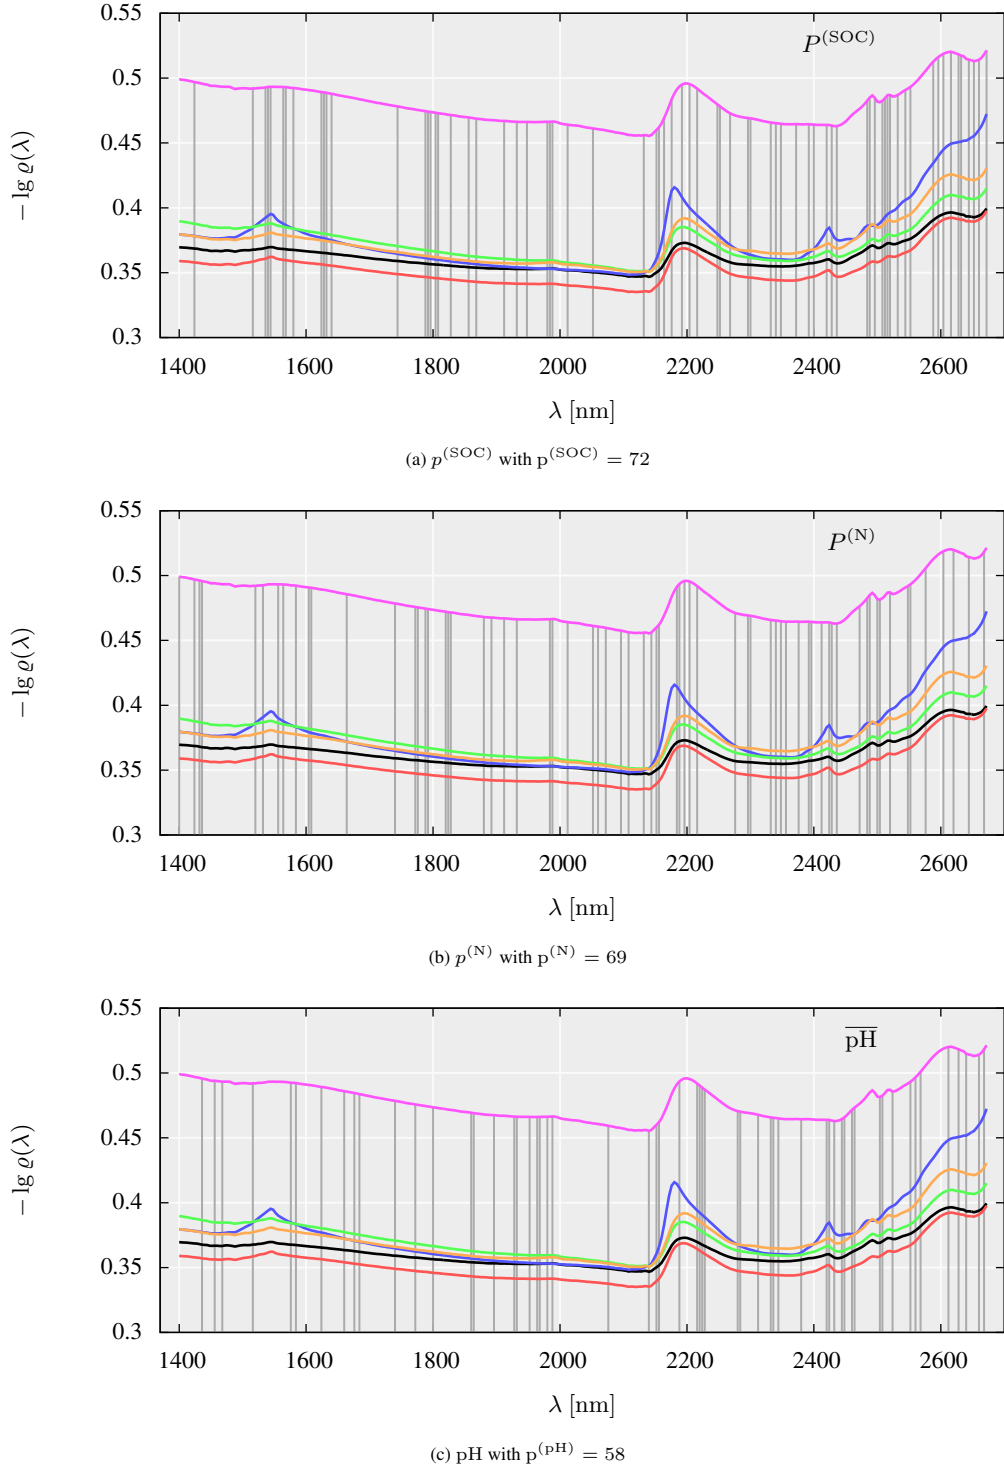 0.55
0.5
0.45
0.4
0.35
0.3
− lg ϱ(λ)
P^(SOC)
1400 1600 1800 2000 2200 2400 2600
λ [nm]
(a) p^(SOC) with p^(SOC) = 72
0.55
0.5
0.45
0.4
0.35
0.3
− lg ϱ(λ)
P^(N)
1400 1600 1800 2000 2200 2400 2600
λ [nm]
(b) p^(N) with p^(N) = 69
0.55
0.5
0.45
0.4
0.35
0.3
− lg ϱ(λ)
p̅H̅
1400 1600 1800 2000 2200 2400 2600
λ [nm]
(c) pH with p^(pH) = 58